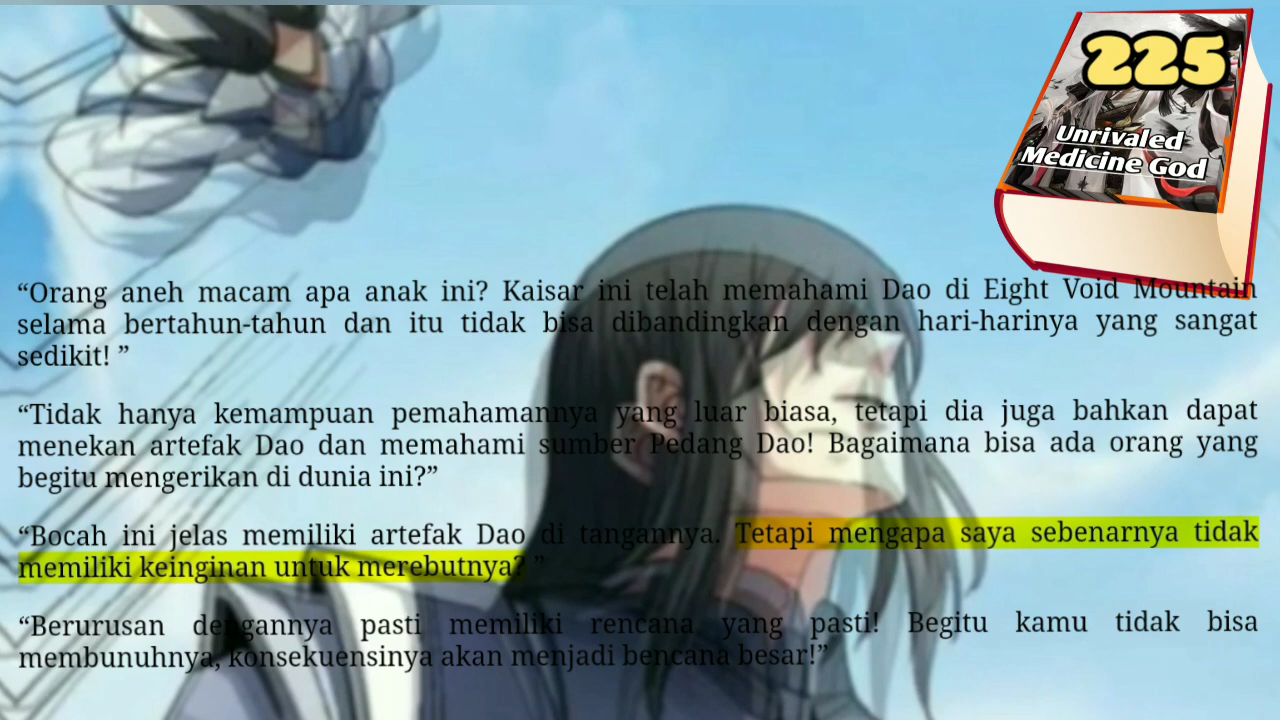 225
Unrivaled
Medicine God
“Orang aneh macam apa anak ini? Kaisar ini telah memahami Dao di Eight Void Mountain
selama bertahun-tahun dan itu tidak bisa dibandingkan dengan hari-harinya yang sangat
sedikit! ”
“Tidak hanya kemampuan pemahamannya yang luar biasa, tetapi dia juga bahkan dapat
menekan artefak Dao dan memahami sumber Pedang Dao! Bagaimana bisa ada orang yang
begitu mengerikan di dunia ini?”
“Bocah ini jelas memiliki artefak Dao di tangannya. Tetapi mengapa saya sebenarnya tidak
memiliki keinginan untuk merebutnya? ”
“Berurusan dengannya pasti memiliki rencana yang pasti! Begitu kamu tidak bisa
membunuhnya, konsekuensinya akan menjadi bencana besar!”